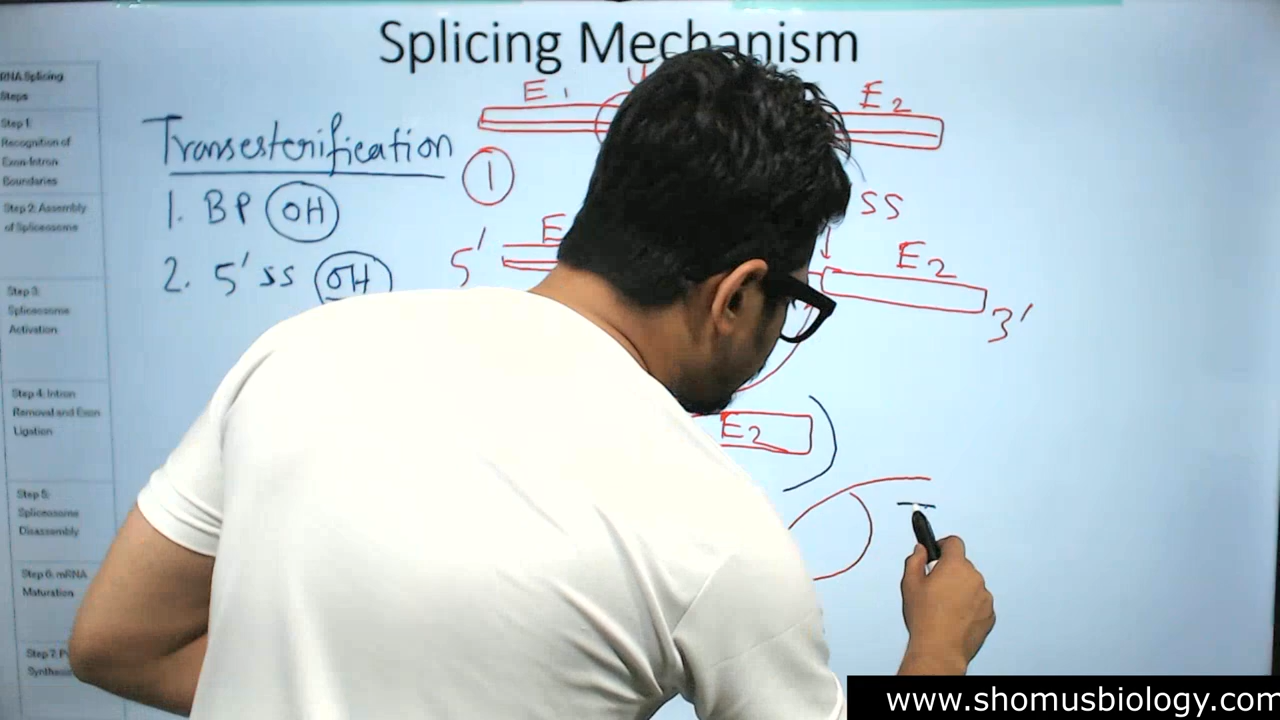 Splicing Mechanism
RNA Splicing
Steps
Step 1:
Recognition of
Exon-Intron
Boundaries
Step 2: Assembly
of Spliceosome
Step 3:
Spliceosome
Activation
Step 4: Intron
Removal and Exon
Ligation
Step 5:
Spliceosome
Disassembly
Step 6: mRNA
Maturation
Step 7:
Transesterification
1. BP OH
2. 5' ss OH
E1
E2
1
SS
5'
E
E2
3'
E2
www.shomusbiology.com